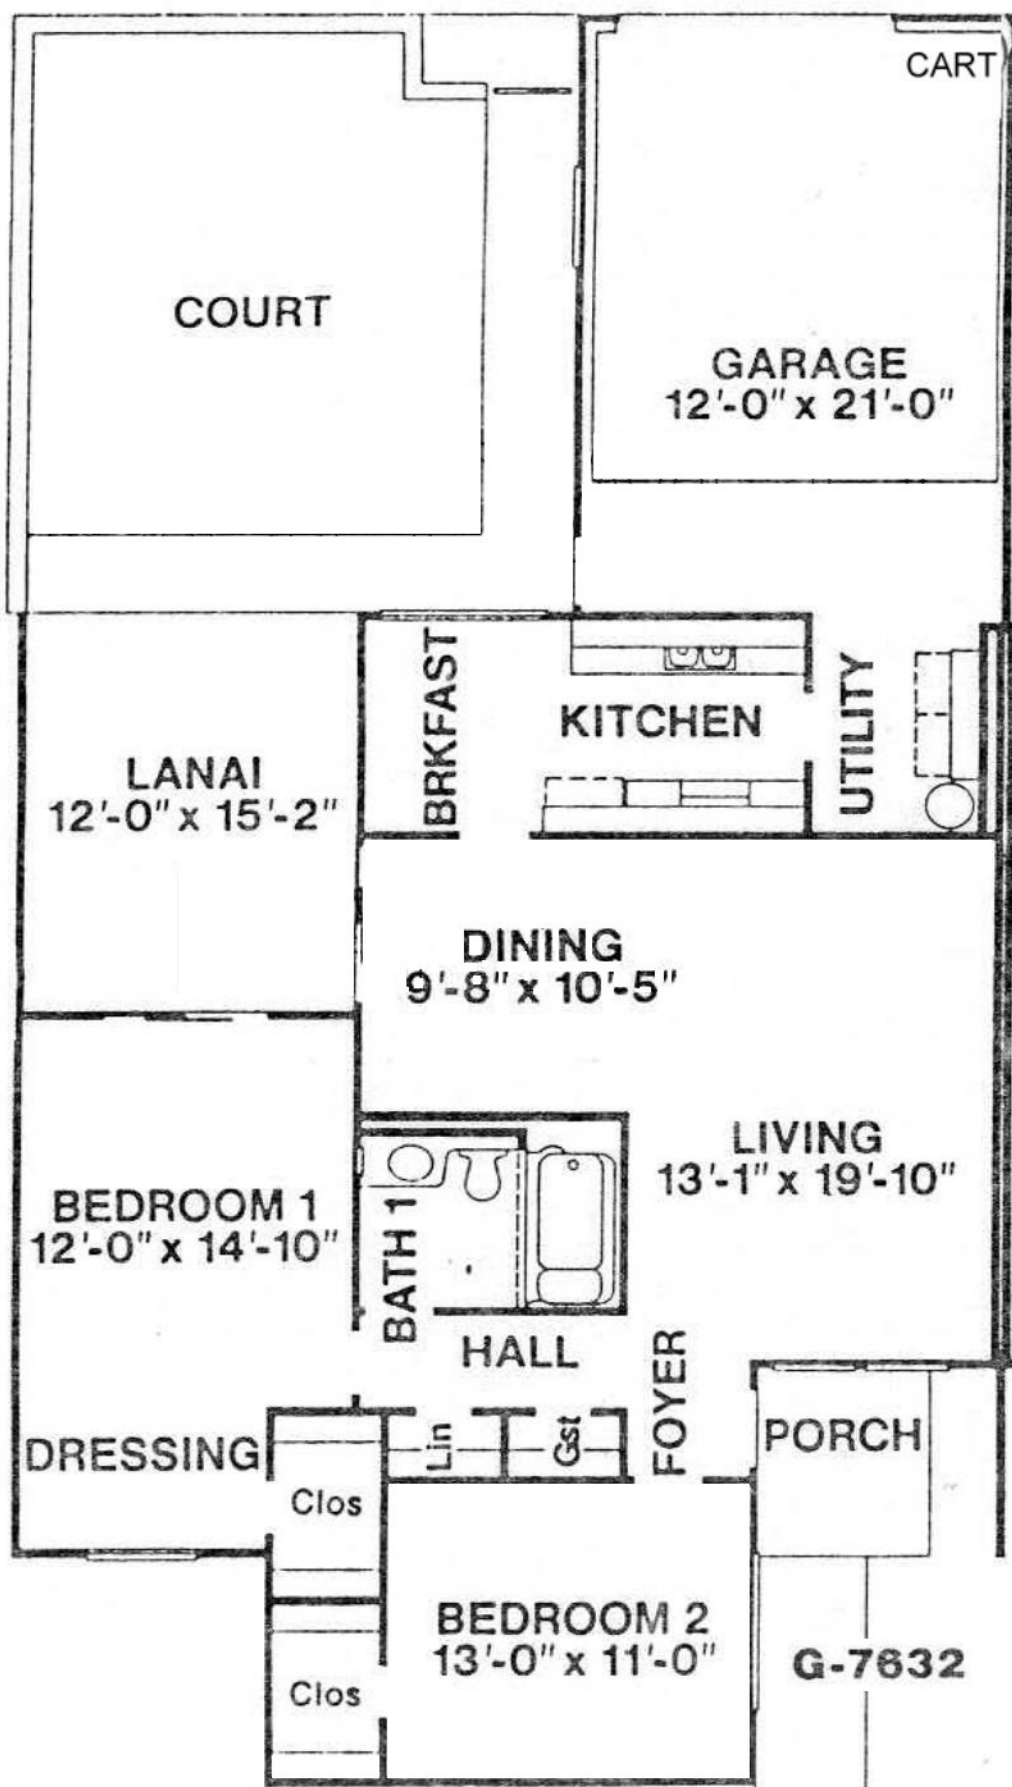 CART
COURT
GARAGE
12'-0" x 21'-0"
BRKFAST
KITCHEN
UTILITY
LANAI
12'-0" x 15'-2"
DINING
9'-8" x 10'-5"
LIVING
13'-1" x 19'-10"
BEDROOM 1
12'-0" x 14'-10"
BATH 1
HALL
FOYER
PORCH
DRESSING
Lin
Gst
Clos
BEDROOM 2
13'-0" x 11'-0"
G-7632
Clos